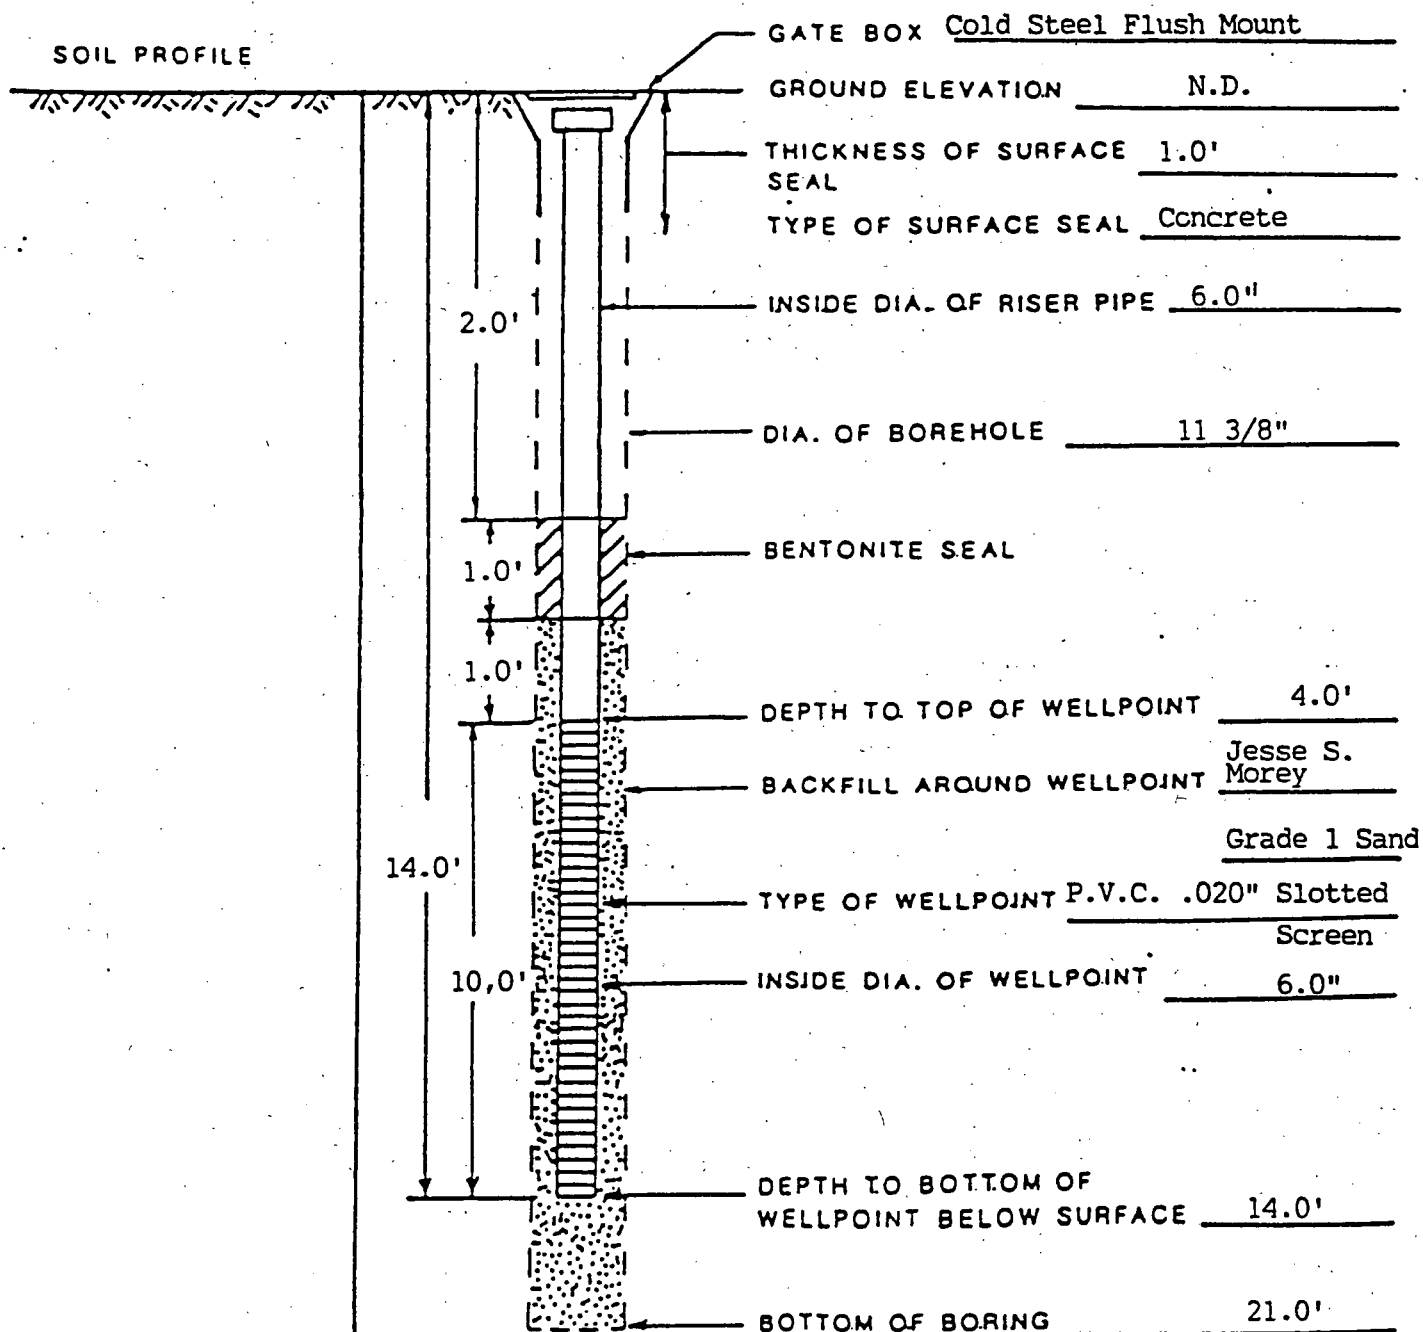 SOIL PROFILE
GATE BOX Cold Steel Flush Mount
GROUND ELEVATION N.D.
THICKNESS OF SURFACE 1.0'
SEAL
TYPE OF SURFACE SEAL Concrete
INSIDE DIA. OF RISER PIPE 6.0"
2.0'
DIA. OF BOREHOLE 11 3/8"
BENTONITE SEAL
1.0'
1.0'
DEPTH TO TOP OF WELLPOINT 4.0'
Jesse S.
BACKFILL AROUND WELLPOINT Morey
Grade 1 Sand
14.0'
TYPE OF WELLPOINT P.V.C. .020" Slotted
Screen
10,0'
INSIDE DIA. OF WELLPOINT 6.0"
DEPTH TO BOTTOM OF
WELLPOINT BELOW SURFACE 14.0'
BOTTOM OF BORING 21.0'